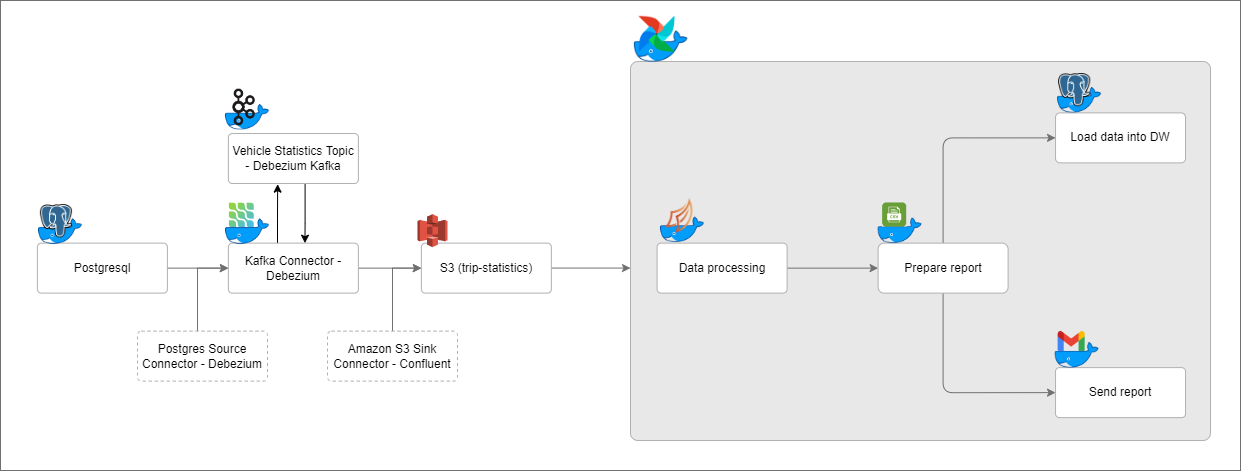 Vehicle Statistics Topic
- Debezium Kafka
Postgresql
Kafka Connector -
Debezium
S3 (trip-statistics)
Postgres Source
Connector - Debezium
Amazon S3 Sink
Connector - Confluent
Data processing
Prepare report
CSV
Load data into DW
Send report